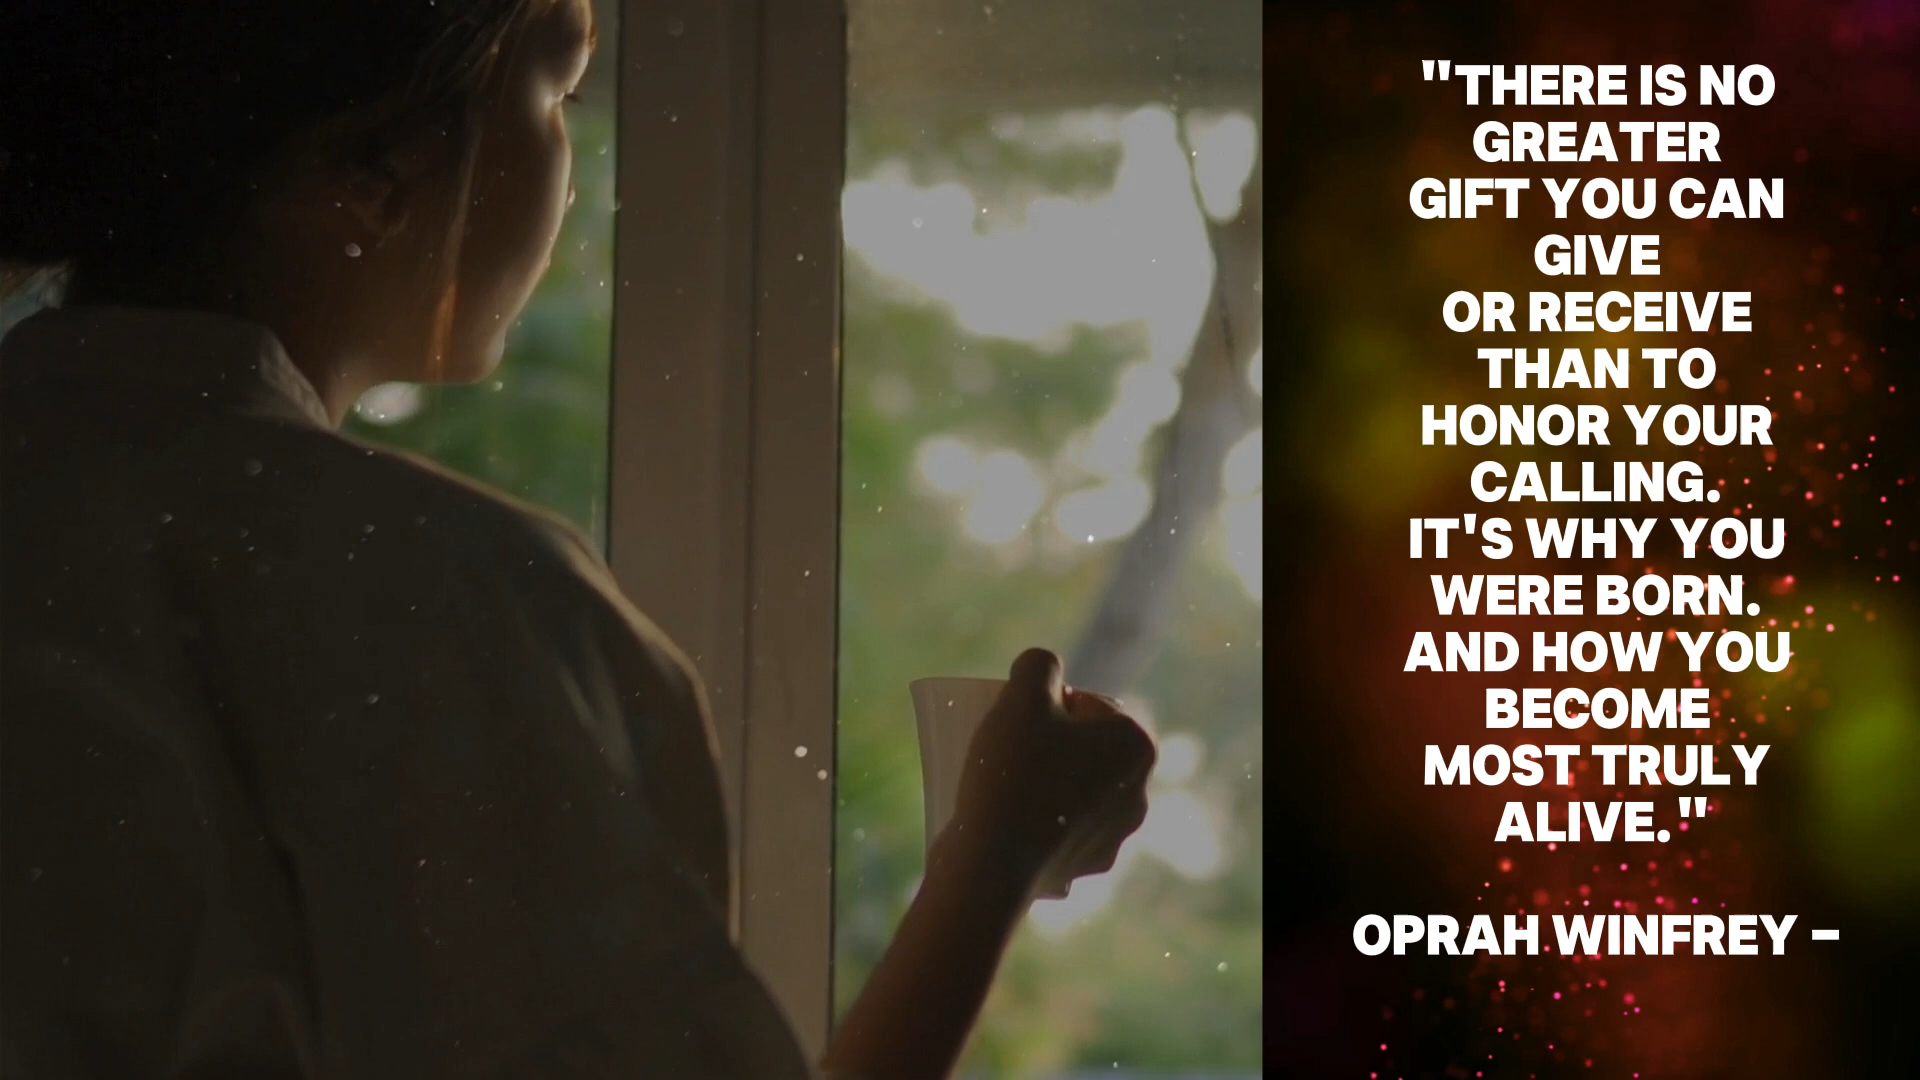 "THERE IS NO
GREATER
GIFT YOU CAN
GIVE
OR RECEIVE
THAN TO
HONOR YOUR
CALLING.
IT'S WHY YOU
WERE BORN.
AND HOW YOU
BECOME
MOST TRULY
ALIVE."
OPRAH WINFREY –